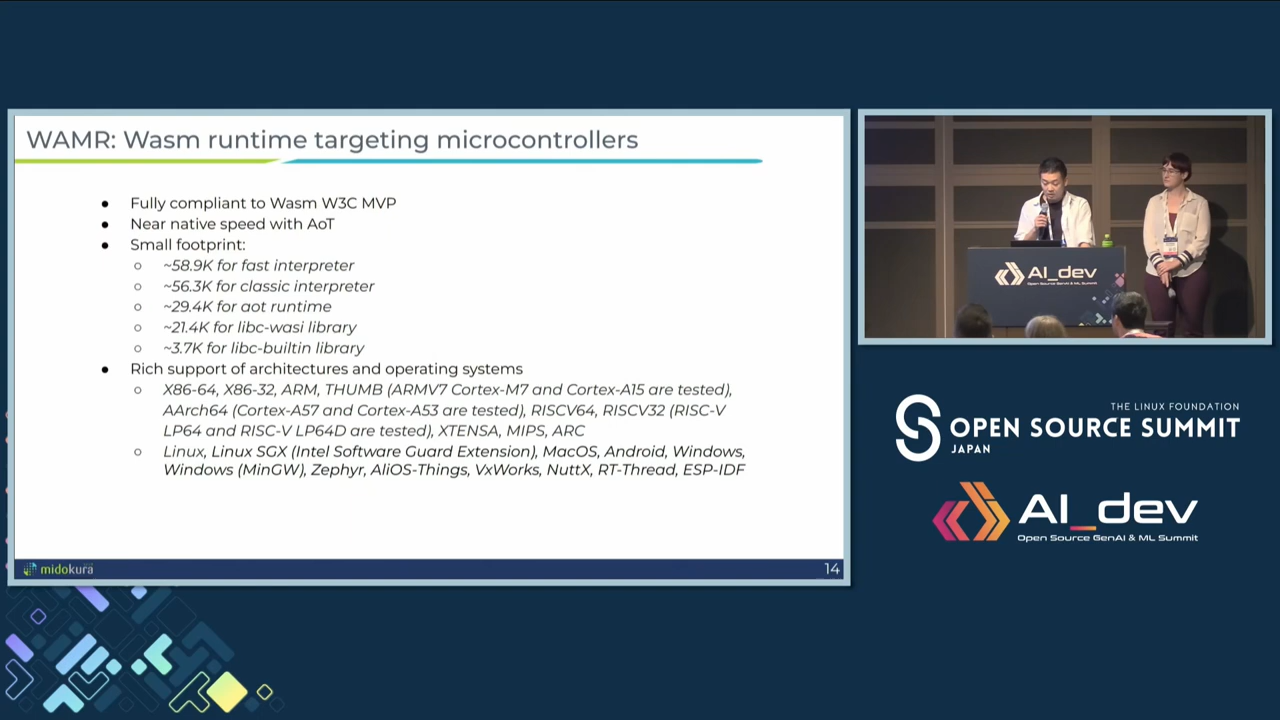 WAMR: Wasm runtime targeting microcontrollers
● Fully compliant to Wasm W3C MVP
● Near native speed with AoT
● Small footprint:
○ ~58.9K for fast interpreter
○ ~56.3K for classic interpreter
○ ~29.4K for aot runtime
○ ~21.4K for libc-wasi library
○ ~3.7K for libc-builtin library
● Rich support of architectures and operating systems
○ X86-64, X86-32, ARM, THUMB (ARMV7 Cortex-M7 and Cortex-A15 are tested),
AArch64 (Cortex-A57 and Cortex-A53 are tested), RISCV64, RISCV32 (RISC-V
LP64 and RISC-V LP64D are tested), XTENSA, MIPS, ARC
○ Linux, Linux SGX (Intel Software Guard Extension), MacOS, Android, Windows,
Windows (MinGW), Zephyr, AliOS-Things, VxWorks, NuttX, RT-Thread, ESP-IDF
midokura
14
AI_dev
Open Source GenAI & ML Summit
THE LINUX FOUNDATION
OPEN SOURCE SUMMIT
JAPAN
AI_dev
Open Source GenAI & ML Summit